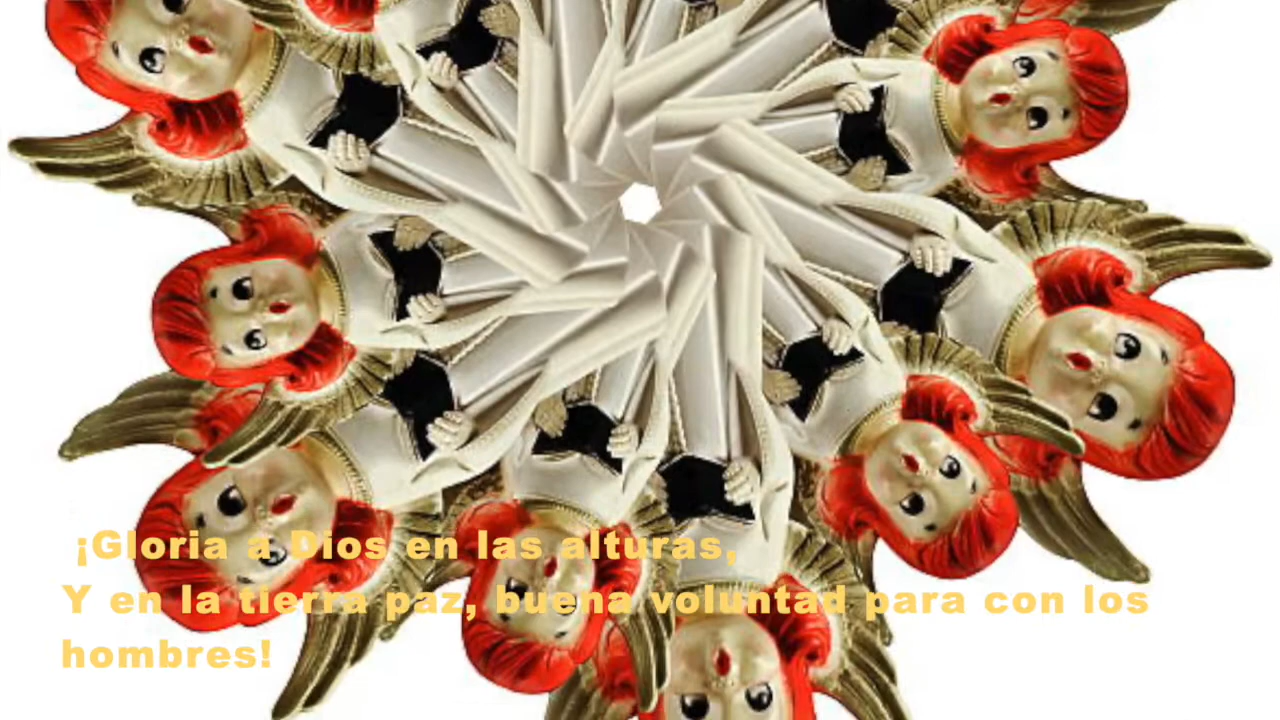 ¡Gloria a Dios en las alturas,
Y en la tierra paz, buena voluntad para con los
hombres!